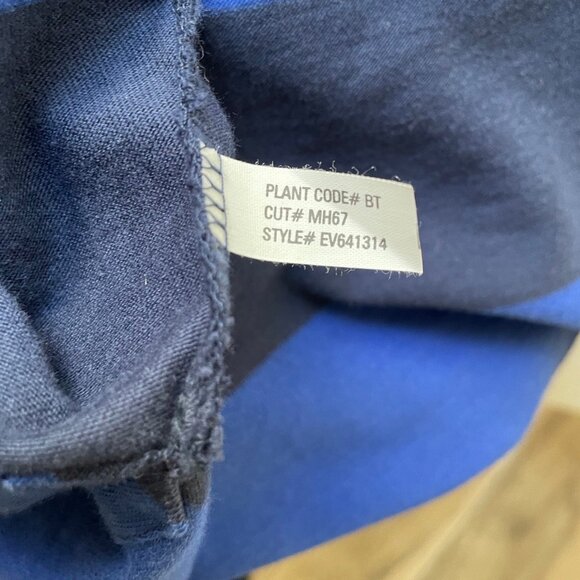 PLANT CODE# BT
CUT# MH67
STYLE# EV641314